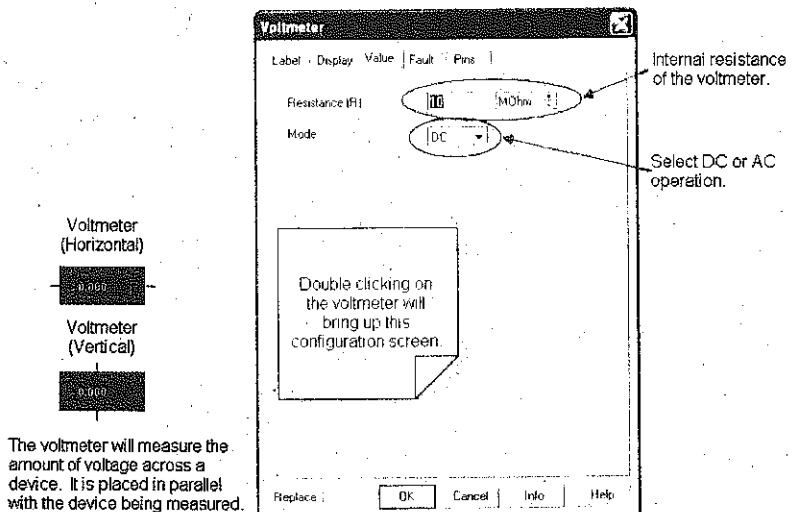 Voltmeter
Label
Display
Value
Fault
Pins
Resistance (R)
10
MOhm
Mode
DC
Internal resistance
of the voltmeter.
Select DC or AC
operation.
Voltmeter
(Horizontal)
0.000
Voltmeter
(Vertical)
0.000
Double clicking on
the voltmeter will
bring up this
configuration screen.
The voltmeter will measure the
amount of voltage across a
device. It is placed in parallel
with the device being measured.
Replace
OK
Cancel
Info
Help